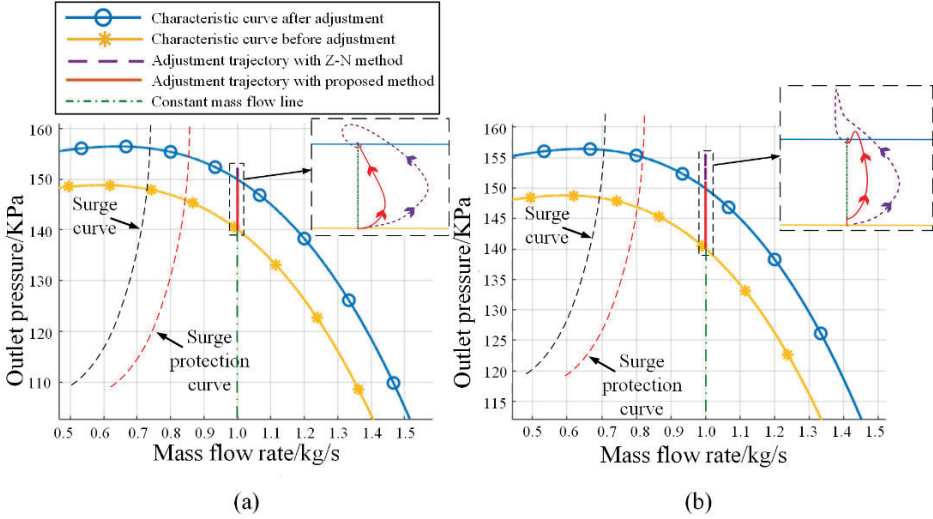 Characteristic curve after adjustment
Characteristic curve before adjustment
Adjustment trajectory with Z-N method
Adjustment trajectory with proposed method
Constant mass flow line
Outlet pressure/KPa
160
150
140
130
120
110
Surge
curve
Surge
protection
curve
0.5 0.6 0.7 0.8 0.9 1.0 1.1 1.2 1.3 1.4 1.5
Mass flow rate/kg/s
(a)
Outlet pressure/KPa
160
155
150
145
140
135
130
125
120
115
Surge
curve
Surge
protection
curve
0.5 0.6 0.7 0.8 0.9 1.0 1.1 1.2 1.3 1.4 1.5
Mass flow rate/kg/s
(b)